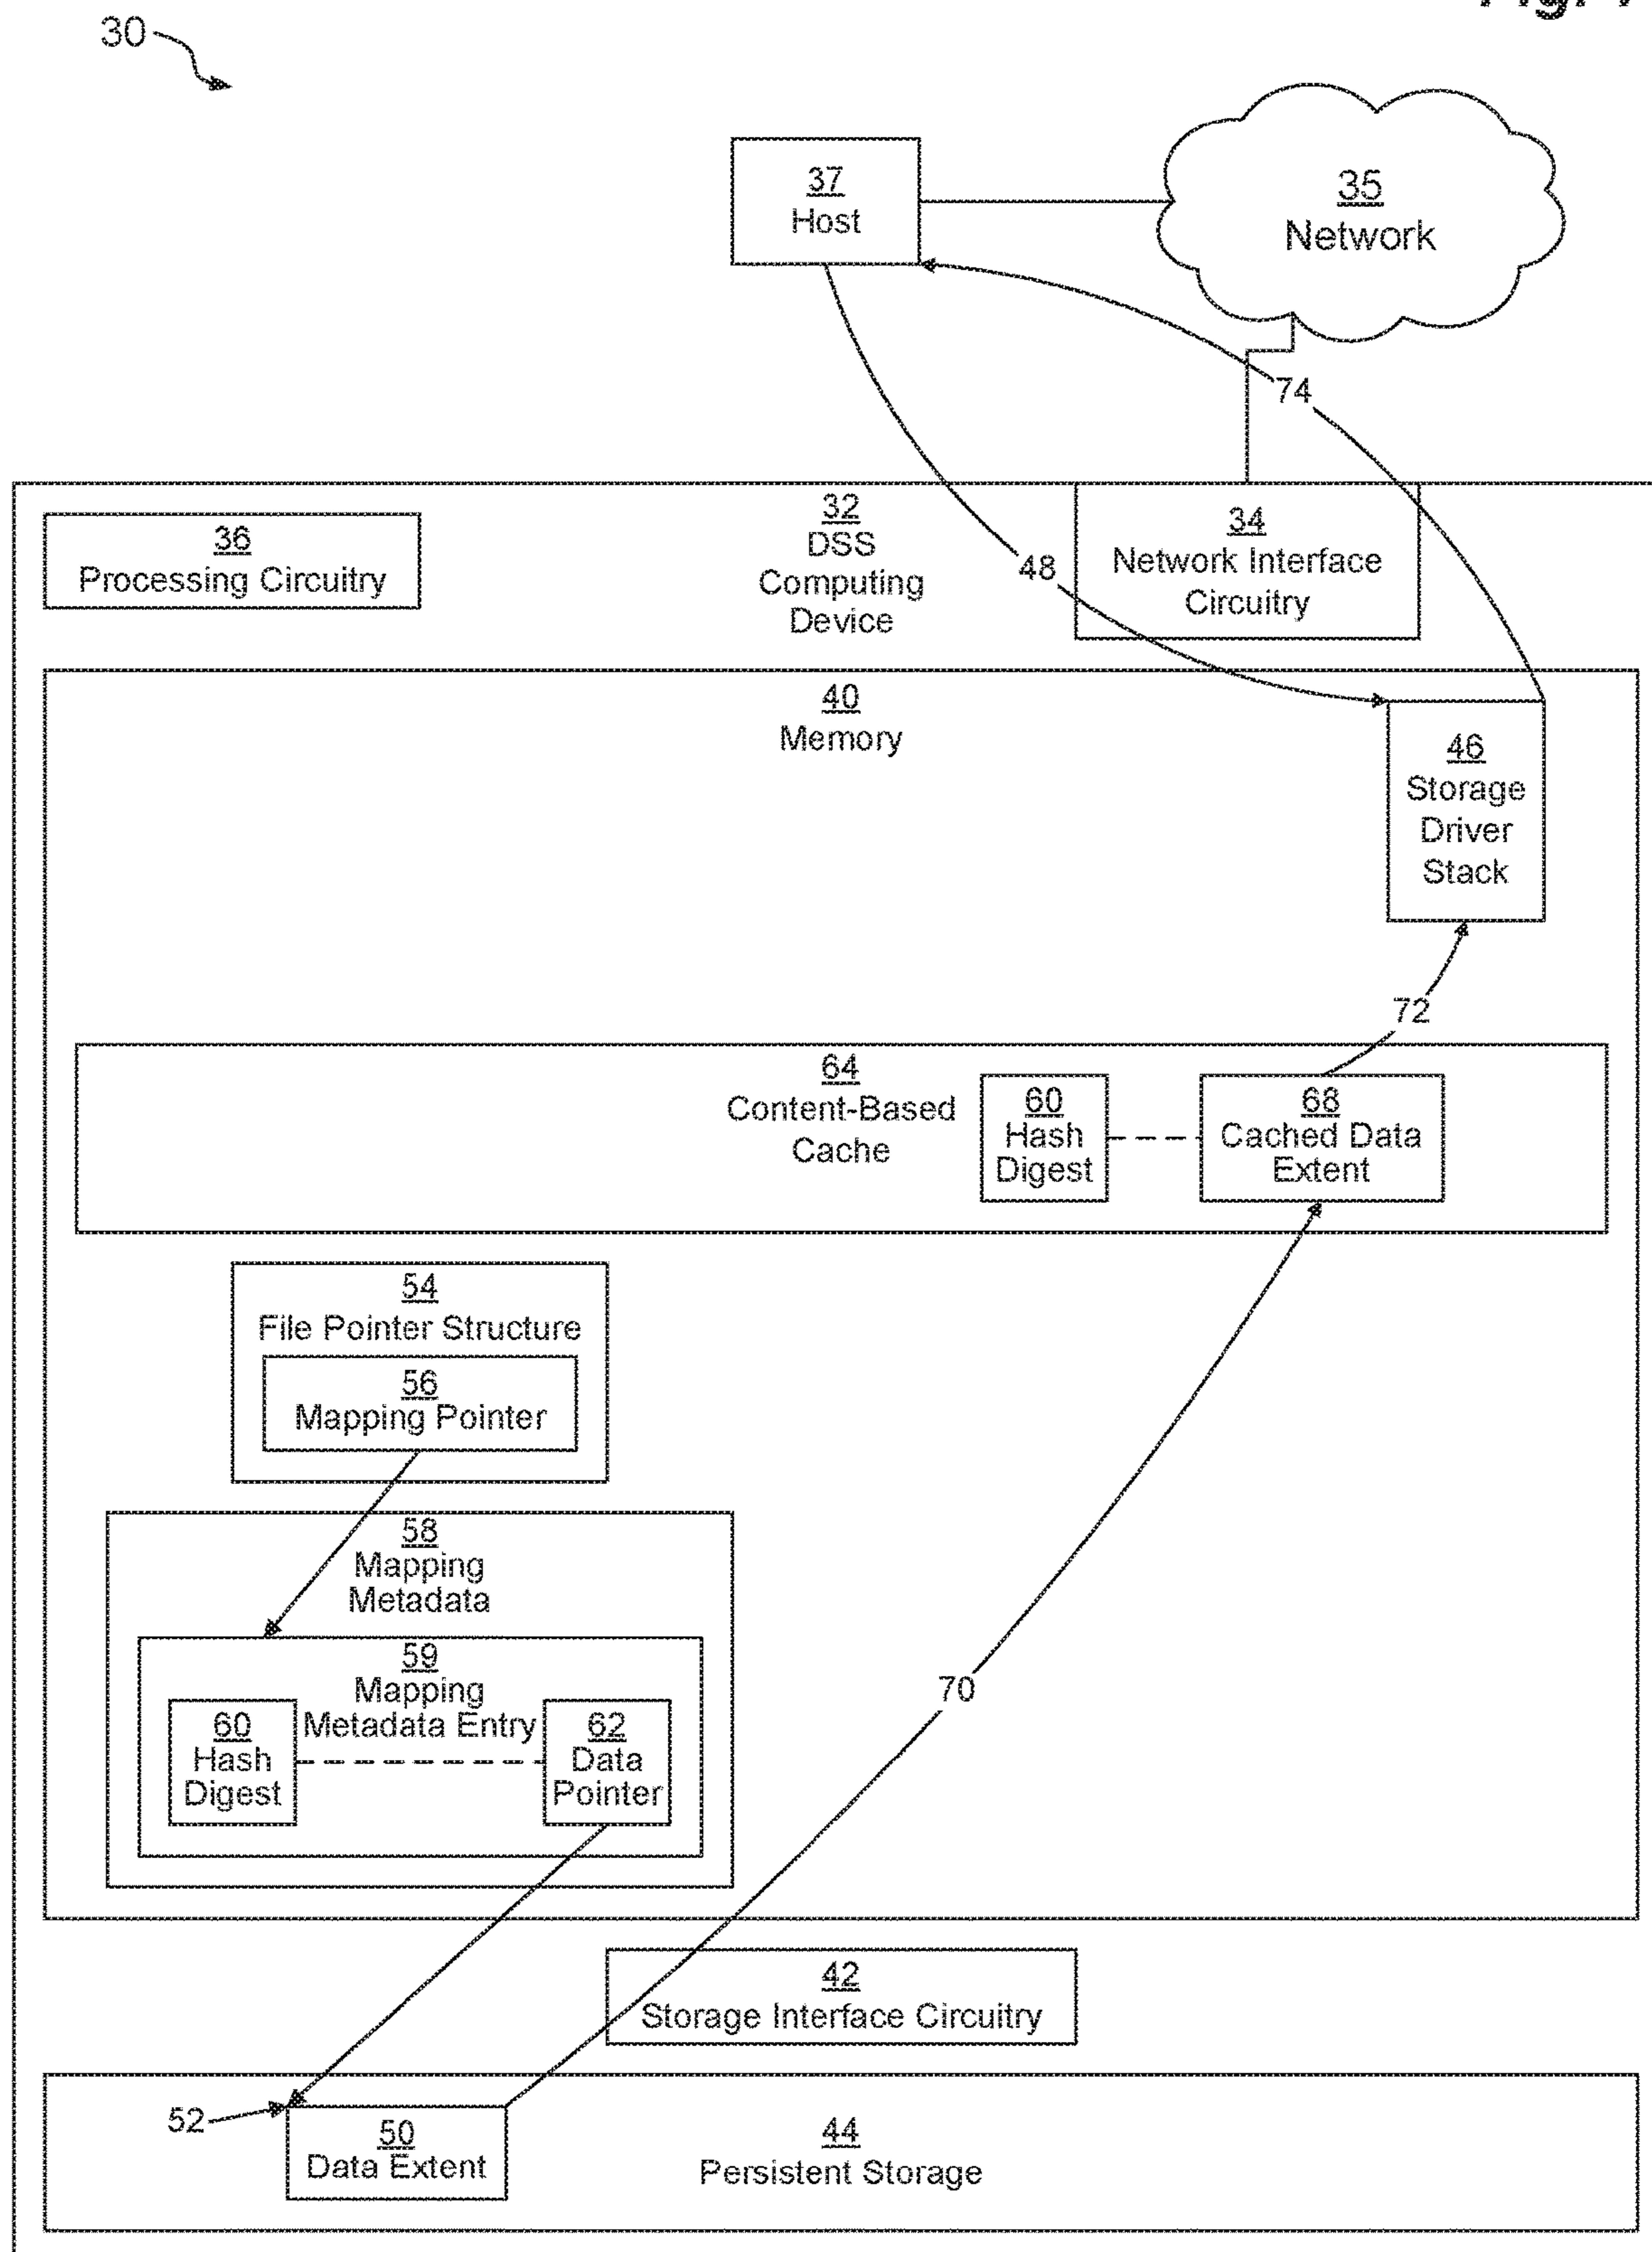 30
37
Host
35
Network
74
32
DSS
Computing
Device
36
Processing Circuitry
34
Network Interface
Circuitry
48
40
Memory
46
Storage
Driver
Stack
72
64
Content-Based
Cache
60
Hash
Digest
68
Cached Data
Extent
54
File Pointer Structure
56
Mapping Pointer
58
Mapping
Metadata
59
Mapping
Metadata Entry
60
Hash
Digest
62
Data
Pointer
70
42
Storage Interface Circuitry
52
50
Data Extent
44
Persistent Storage